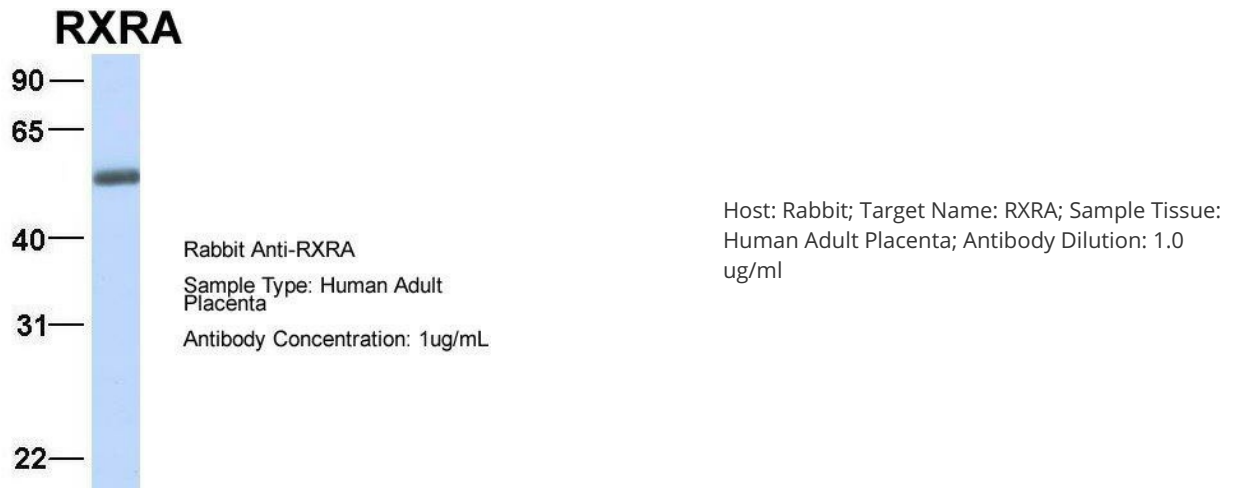 RXRA
90
65
40
31
22
Rabbit Anti-RXRA
Sample Type: Human Adult
Placenta
Antibody Concentration: 1ug/mL
Host: Rabbit; Target Name: RXRA; Sample Tissue:
Human Adult Placenta; Antibody Dilution: 1.0
ug/ml